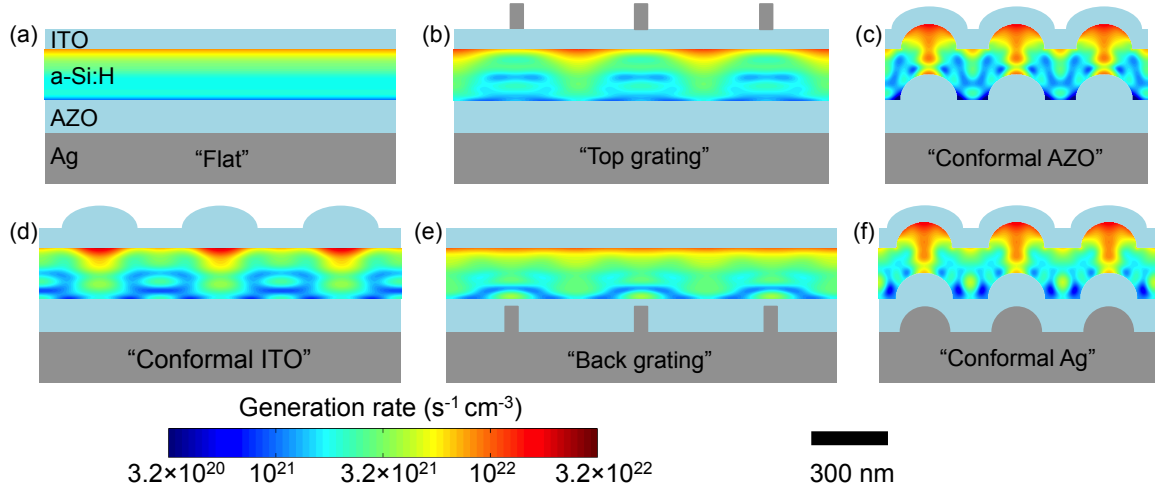 (a)
ITO
a-Si:H
AZO
Ag
“Flat”
(b)
“Top grating”
(c)
“Conformal AZO”
(d)
“Conformal ITO”
(e)
“Back grating”
(f)
“Conformal Ag”
Generation rate (s⁻¹ cm⁻³)
3.2×10²⁰ 10²¹ 3.2×10²¹ 10²² 3.2×10²²
300 nm